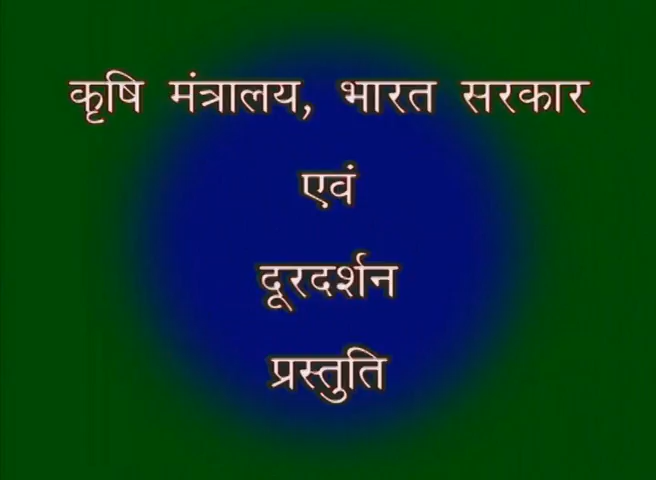 कृषि मंत्रालय, भारत सरकार
एवं
दूरदर्शन
प्रस्तुति